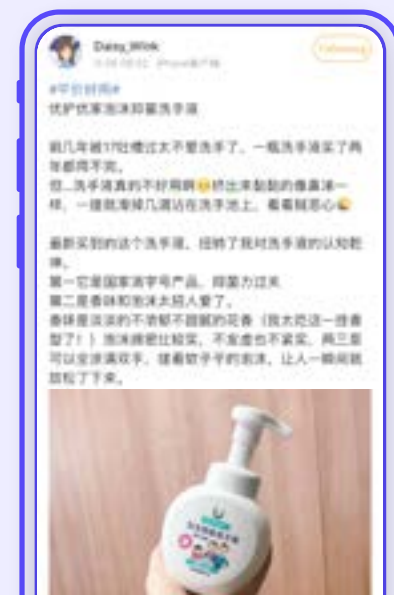 Daisy_Wink
#平价好物#
优护优家泡沫抑菌洗手液
前几年被17吐槽过太不爱洗手了，一瓶洗手液买了两
年都用不完。
但…洗手液真的不好用啊😖挤出来黏黏的像鼻涕一
样，一搓就滑掉几滴沾在洗手池上，看着贼恶心😜
最新买到的这个洗手液，扭转了我对洗手液的认知
第一它是国家消字号产品，抑菌力过关
第二是香味和泡沫太招人爱了。
香味是淡淡的不浓郁不甜腻的花香（我太吃这一挂香
型了！）泡沫绵密比较实，不发虚也不紧实，两三泵
可以全涂满双手，搓着软乎乎的泡沫，让人一瞬间就
放松了下来。